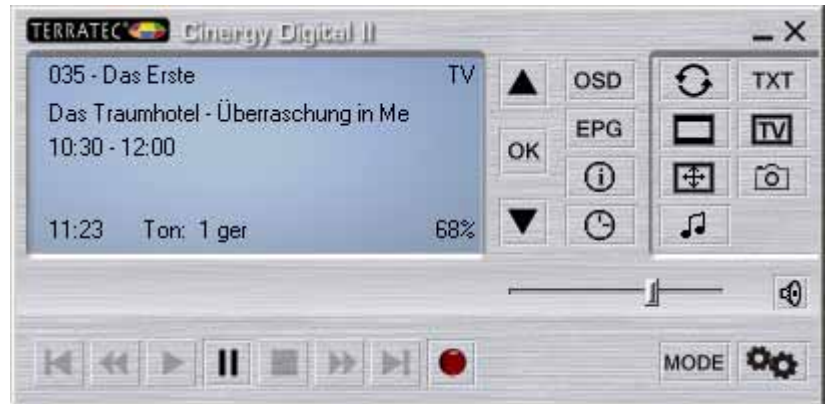 TERRATEC Cinergy Digital II
035 - Das Erste TV
Das Traumhotel - Überraschung in Me
10:30 - 12:00
11:23 Ton: 1 ger 68%
OK
OSD
EPG
TXT
TV
MODE